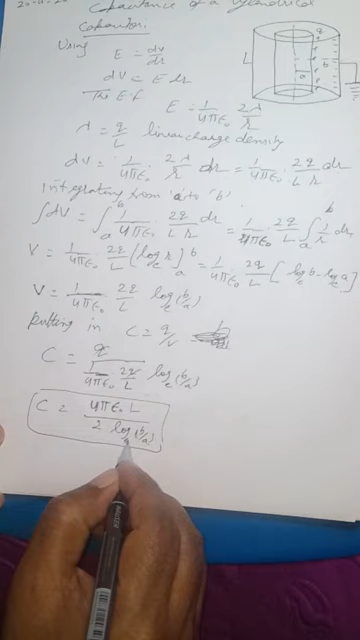 Capacitance of a Cylindrical
Capacitor:
Using E = dv/dr
dV = E dr
The E.F
E = 1/4πε₀ 2λ/r
λ = q/L linear charge density
dV = 1/4πε₀ . 2λ/r dr = 1/4πε₀ . 2q/L r dr
Integrating from 'a' to 'b'
∫dV = ∫ₐᵇ 1/4πε₀ . 2q/L r dr = 1/4πε₀ . 2q/L ∫ₐᵇ 1/r dr
V = 1/4πε₀ 2q/L (logₑ r)ₐᵇ = 1/4πε₀ 2q/L [logₑ b - logₑ a]
V = 1/4πε₀ 2q/L logₑ (b/a)
Putting in C = q/V
C = q / 1/4πε₀ 2q/L logₑ (b/a)
C = 4πε₀ L / 2 logₑ (b/a)
L
a
b